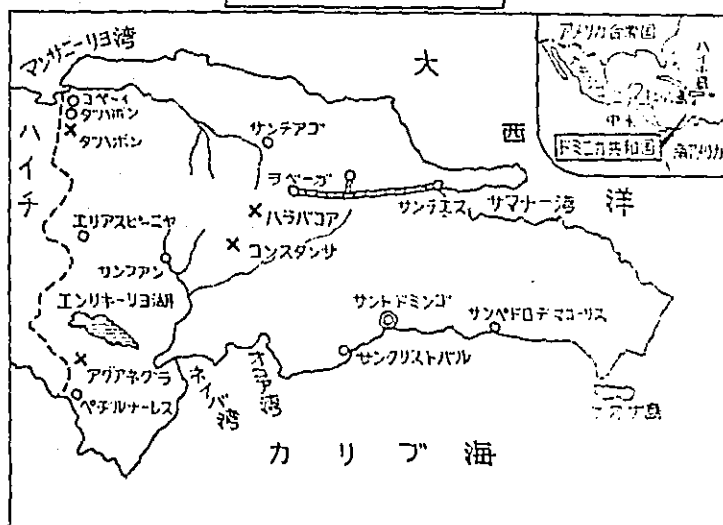 マンサニーリョ湾
大
西
洋
アメリカ合衆国
ドミニカ共和国
南アメリカ
ハイチ
コペーイ
ダハボン
ダハボン
サンチアゴ
ラベーガ
サンチエス
サマナー湾
ハラバコア
コンスタンサ
エリアスピーニヤ
サンフアン
エンリキーリョ湖
サントドミンゴ
サンペドロデマコーリス
サンクリストバル
アグアネグラ
ペデルナーレス
ネイバ湾
オコア湾
サオナ島
カリブ海